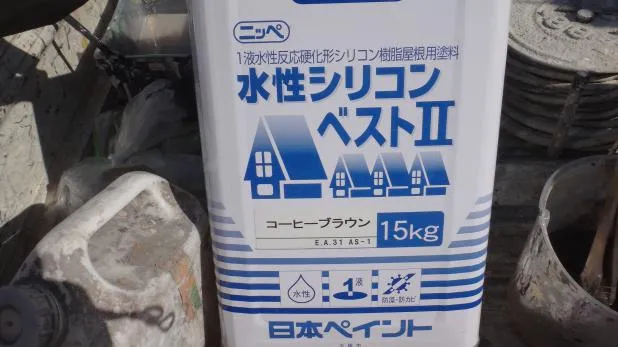 ニッペ
1液水性反応硬化形シリコン樹脂屋根用塗料
水性シリコン
ベストⅡ
コーヒーブラウン
E.A.31 AS-1
15kg
水性
1液
防藻・防カビ
日本ペイント